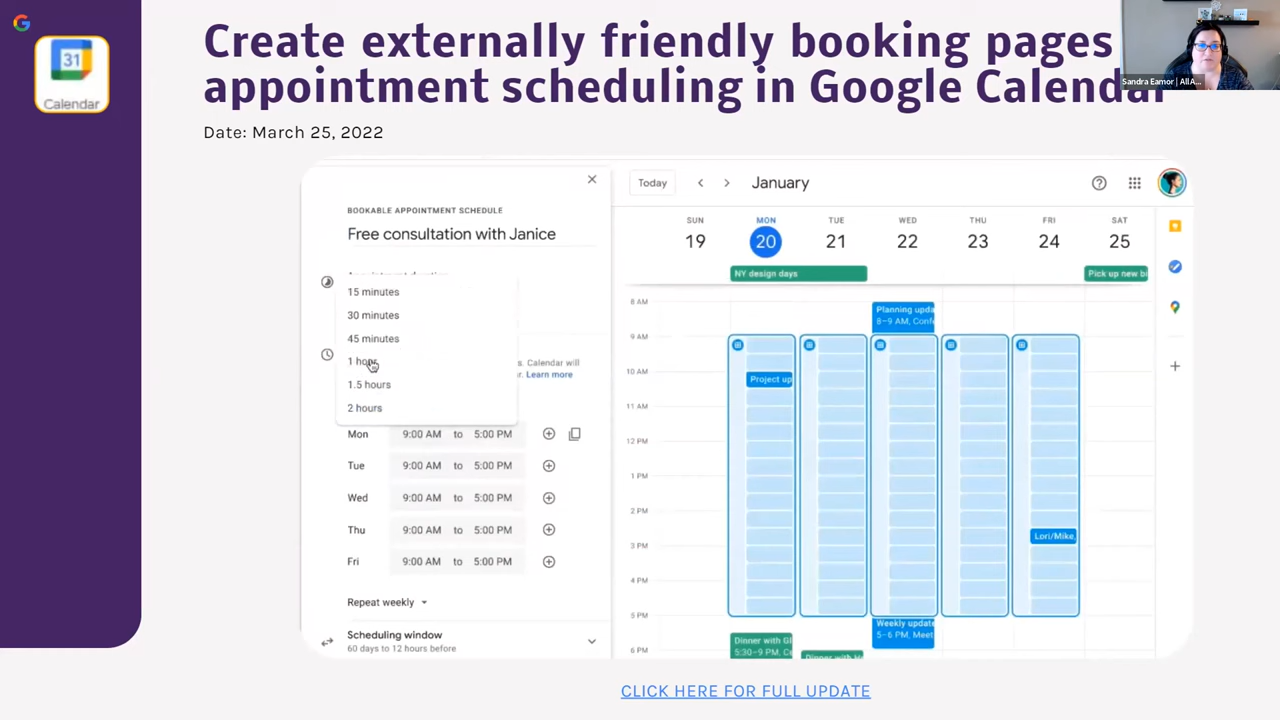 Create externally friendly booking pages
appointment scheduling in Google Calendar
Date: March 25, 2022
31
Calendar
Sandra Eamor | All A...
BOOKABLE APPOINTMENT SCHEDULE
Free consultation with Janice
Appointment duration
15 minutes
30 minutes
45 minutes
1 hour
1.5 hours
2 hours
s. Calendar will
r. Learn more
Mon 9:00 AM to 5:00 PM
Tue 9:00 AM to 5:00 PM
Wed 9:00 AM to 5:00 PM
Thu 9:00 AM to 5:00 PM
Fri 9:00 AM to 5:00 PM
Repeat weekly
Scheduling window
60 days to 12 hours before
Today
January
SUN MON TUE WED THU FRI SAT
19 20 21 22 23 24 25
NY design days
Pick up new bi
8 AM
Planning upda
8–9 AM, Conf
9 AM
10 AM
Project up
11 AM
12 PM
1 PM
2 PM
Lori/Mike,
3 PM
4 PM
5 PM
Weekly update
5–6 PM, Meet
Dinner with Gl
5:30–9 PM, C
6 PM
Dinner with
CLICK HERE FOR FULL UPDATE